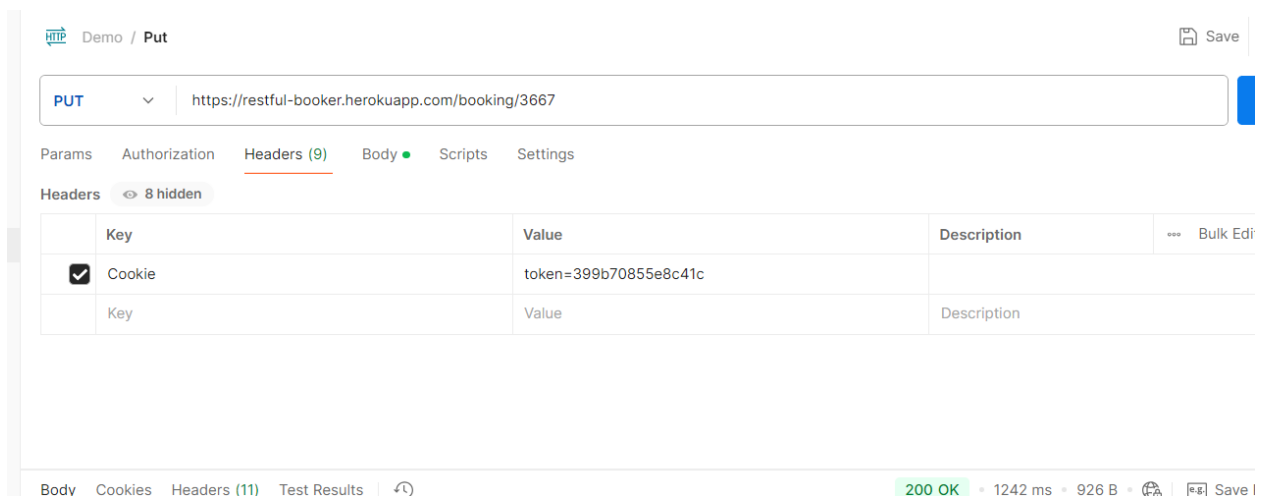 HTTP Demo / Put Save
PUT https://restful-booker.herokuapp.com/booking/3667
Params Authorization Headers (9) Body Scripts Settings
Headers 8 hidden
Key Value Description Bulk Edi
Cookie token=399b70855e8c41c
Key Value Description
Body Cookies Headers (11) Test Results 200 OK 1242 ms 926 B e.g. Save